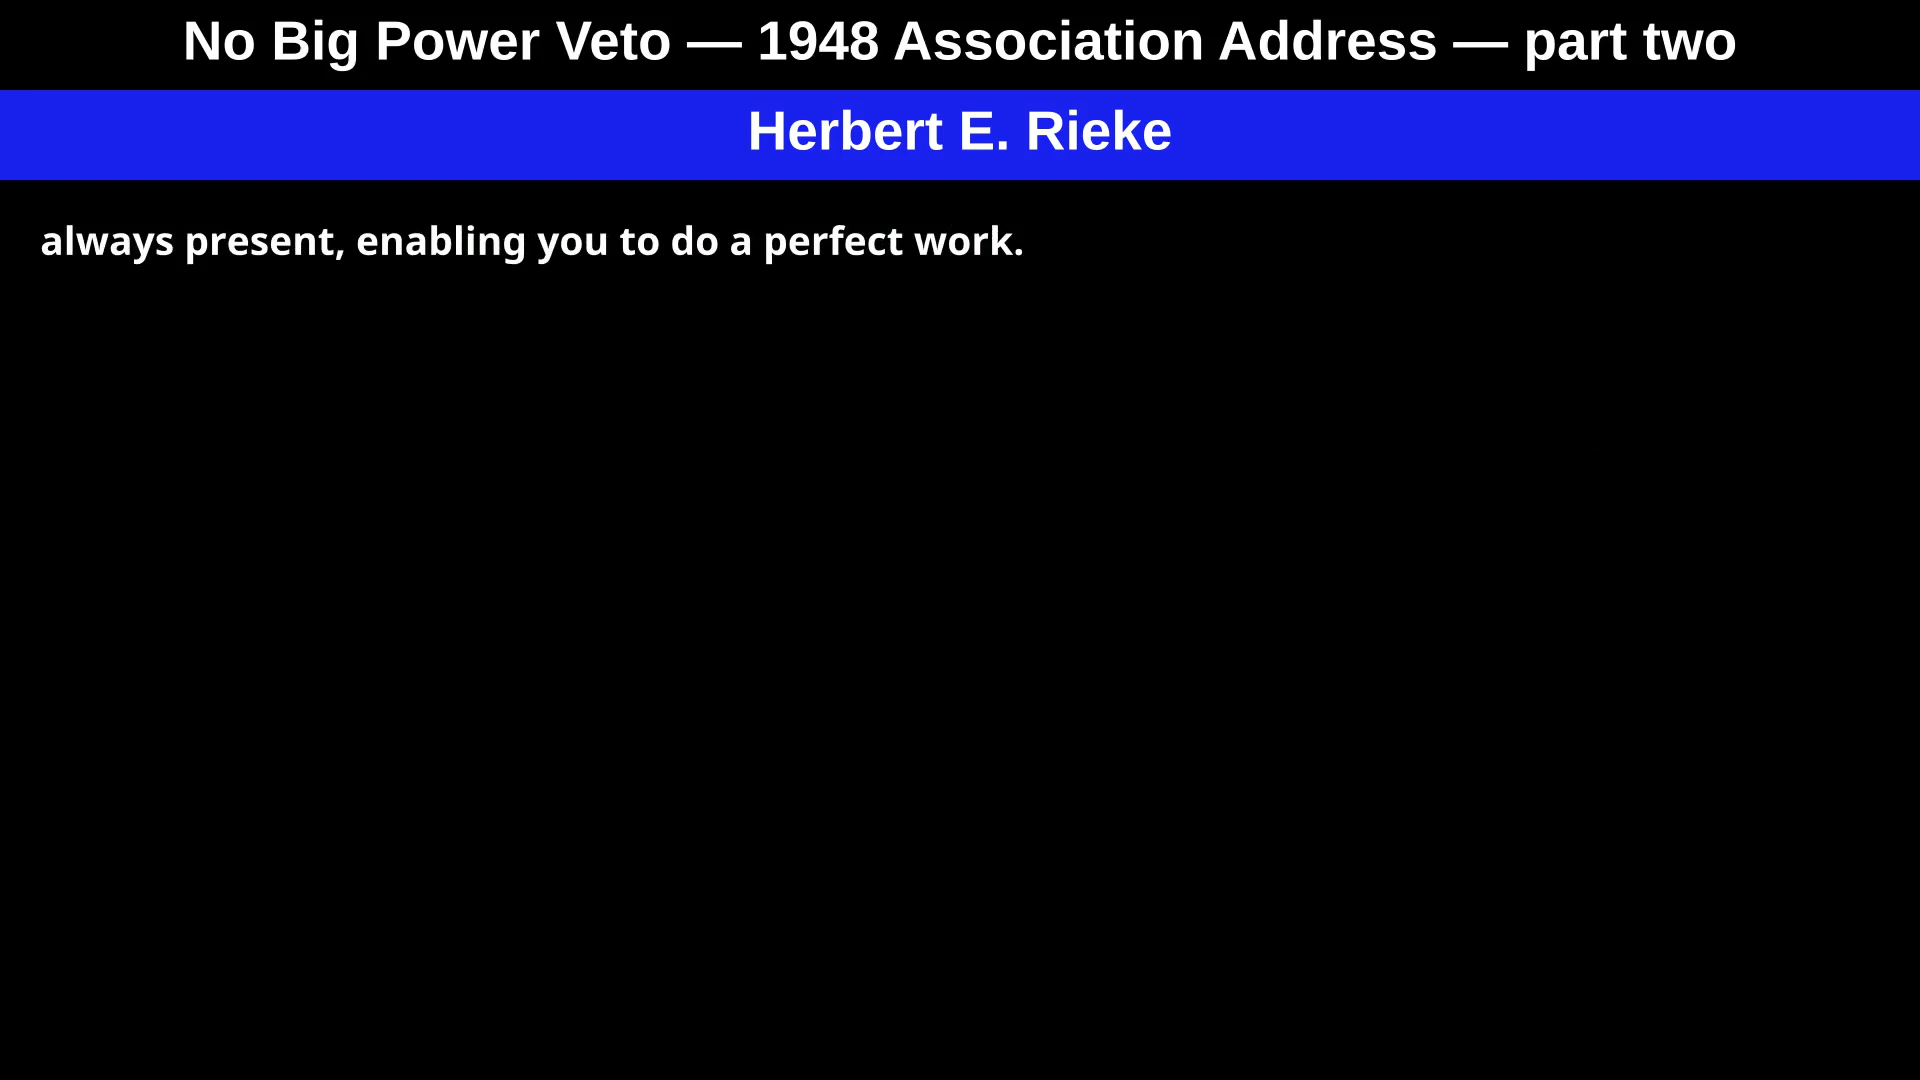 No Big Power Veto — 1948 Association Address — part two
Herbert E. Rieke
always present, enabling you to do a perfect work.